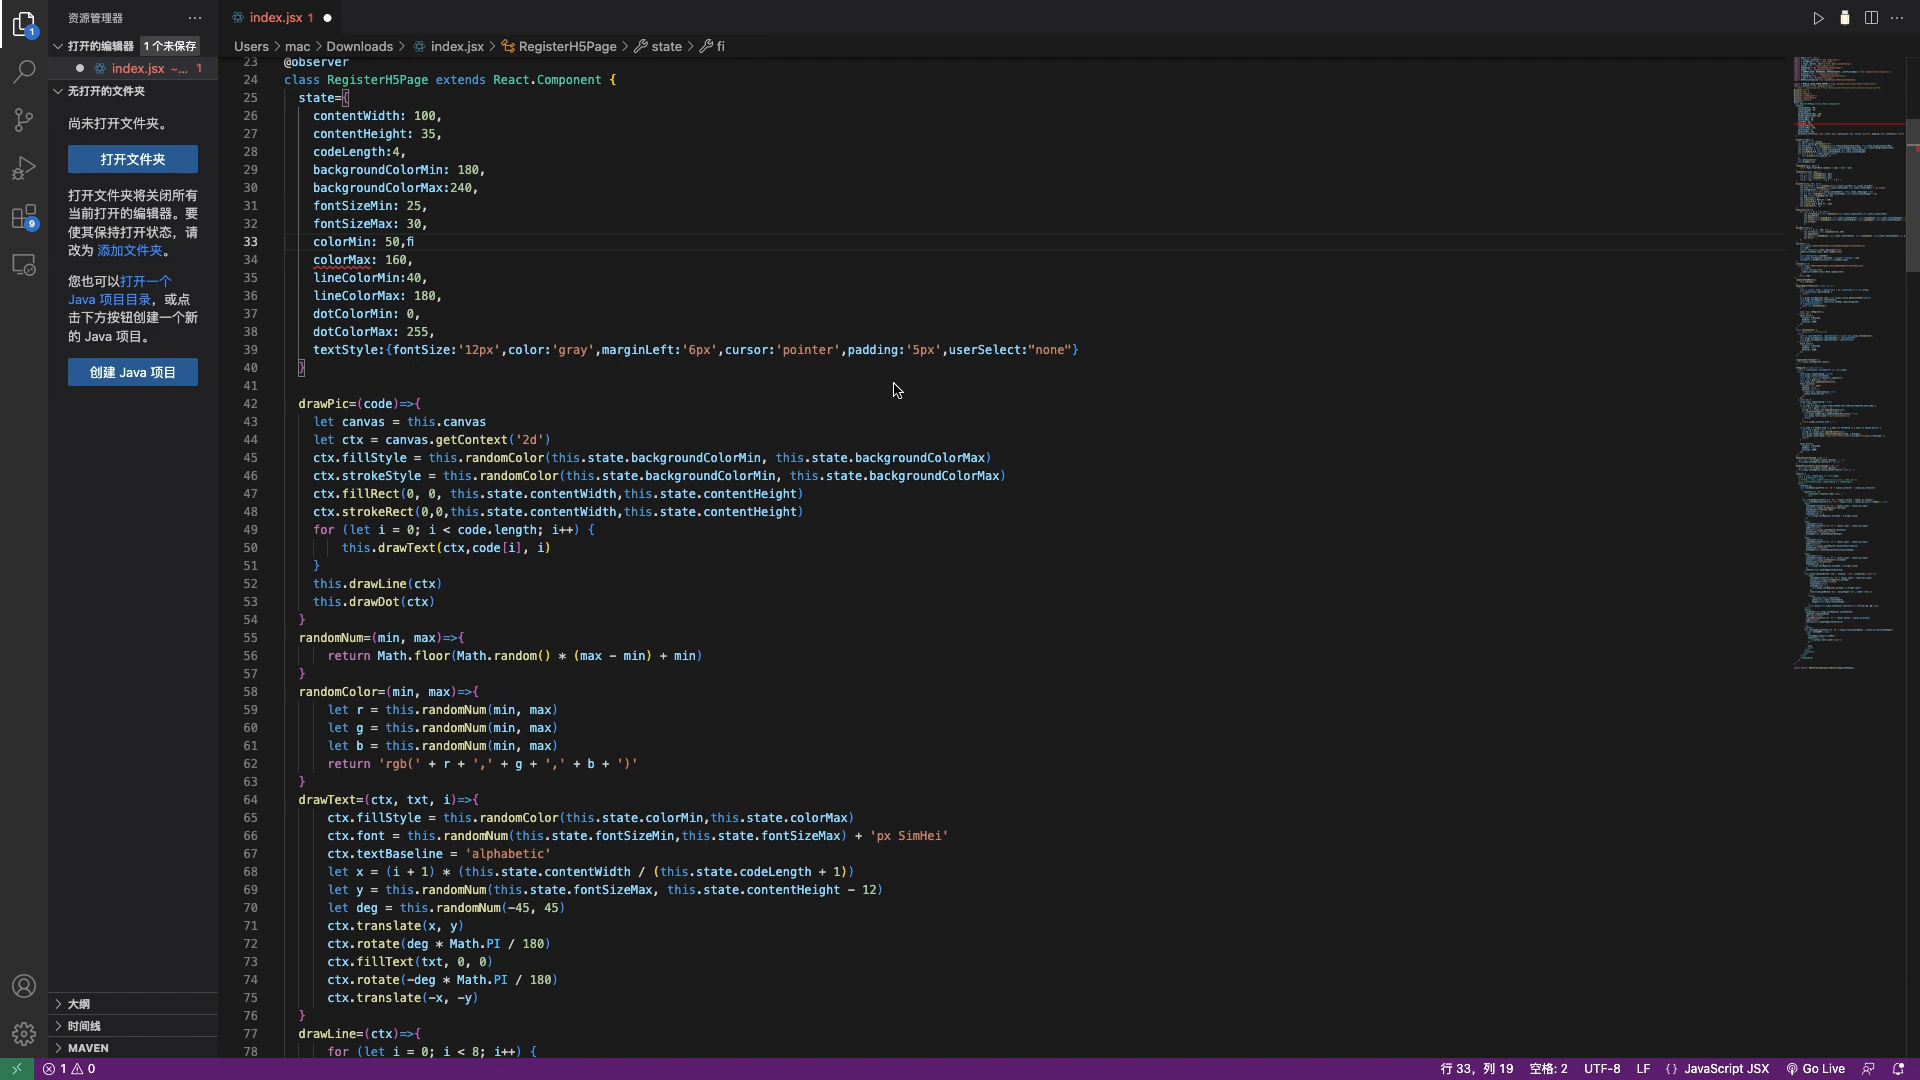 资源管理器
打开的编辑器 1 个未保存
index.jsx ~... 1
无打开的文件夹
尚未打开文件夹。
打开文件夹
打开文件夹将关闭所有
当前打开的编辑器。要
使其保持打开状态，请
改为 添加文件夹。
您也可以打开一个
Java 项目目录，或点
击下方按钮创建一个新
的 Java 项目。
创建 Java 项目
大纲
时间线
MAVEN
1
9
index.jsx 1
Users > mac > Downloads > index.jsx > RegisterH5Page > state > fi
23 @observer
24 class RegisterH5Page extends React.Component {
25 state={
26 contentWidth: 100,
27 contentHeight: 35,
28 codeLength:4,
29 backgroundColorMin: 180,
30 backgroundColorMax:240,
31 fontSizeMin: 25,
32 fontSizeMax: 30,
33 colorMin: 50,fi
34 colorMax: 160,
35 lineColorMin:40,
36 lineColorMax: 180,
37 dotColorMin: 0,
38 dotColorMax: 255,
39 textStyle:{fontSize:'12px',color:'gray',marginLeft:'6px',cursor:'pointer',padding:'5px',userSelect:"none"}
40 }
41
42 drawPic=(code)=>{
43 let canvas = this.canvas
44 let ctx = canvas.getContext('2d')
45 ctx.fillStyle = this.randomColor(this.state.backgroundColorMin, this.state.backgroundColorMax)
46 ctx.strokeStyle = this.randomColor(this.state.backgroundColorMin, this.state.backgroundColorMax)
47 ctx.fillRect(0, 0, this.state.contentWidth,this.state.contentHeight)
48 ctx.strokeRect(0,0,this.state.contentWidth,this.state.contentHeight)
49 for (let i = 0; i < code.length; i++) {
50 this.drawText(ctx,code[i], i)
51 }
52 this.drawLine(ctx)
53 this.drawDot(ctx)
54 }
55 randomNum=(min, max)=>{
56 return Math.floor(Math.random() * (max - min) + min)
57 }
58 randomColor=(min, max)=>{
59 let r = this.randomNum(min, max)
60 let g = this.randomNum(min, max)
61 let b = this.randomNum(min, max)
62 return 'rgb(' + r + ',' + g + ',' + b + ')'
63 }
64 drawText=(ctx, txt, i)=>{
65 ctx.fillStyle = this.randomColor(this.state.colorMin,this.state.colorMax)
66 ctx.font = this.randomNum(this.state.fontSizeMin,this.state.fontSizeMax) + 'px SimHei'
67 ctx.textBaseline = 'alphabetic'
68 let x = (i + 1) * (this.state.contentWidth / (this.state.codeLength + 1))
69 let y = this.randomNum(this.state.fontSizeMax, this.state.contentHeight - 12)
70 let deg = this.randomNum(-45, 45)
71 ctx.translate(x, y)
72 ctx.rotate(deg * Math.PI / 180)
73 ctx.fillText(txt, 0, 0)
74 ctx.rotate(-deg * Math.PI / 180)
75 ctx.translate(-x, -y)
76 }
77 drawLine=(ctx)=>{
78 for (let i = 0; i < 8; i++) {
1 0
行 33，列 19 空格: 2 UTF-8 LF {} JavaScript JSX Go Live